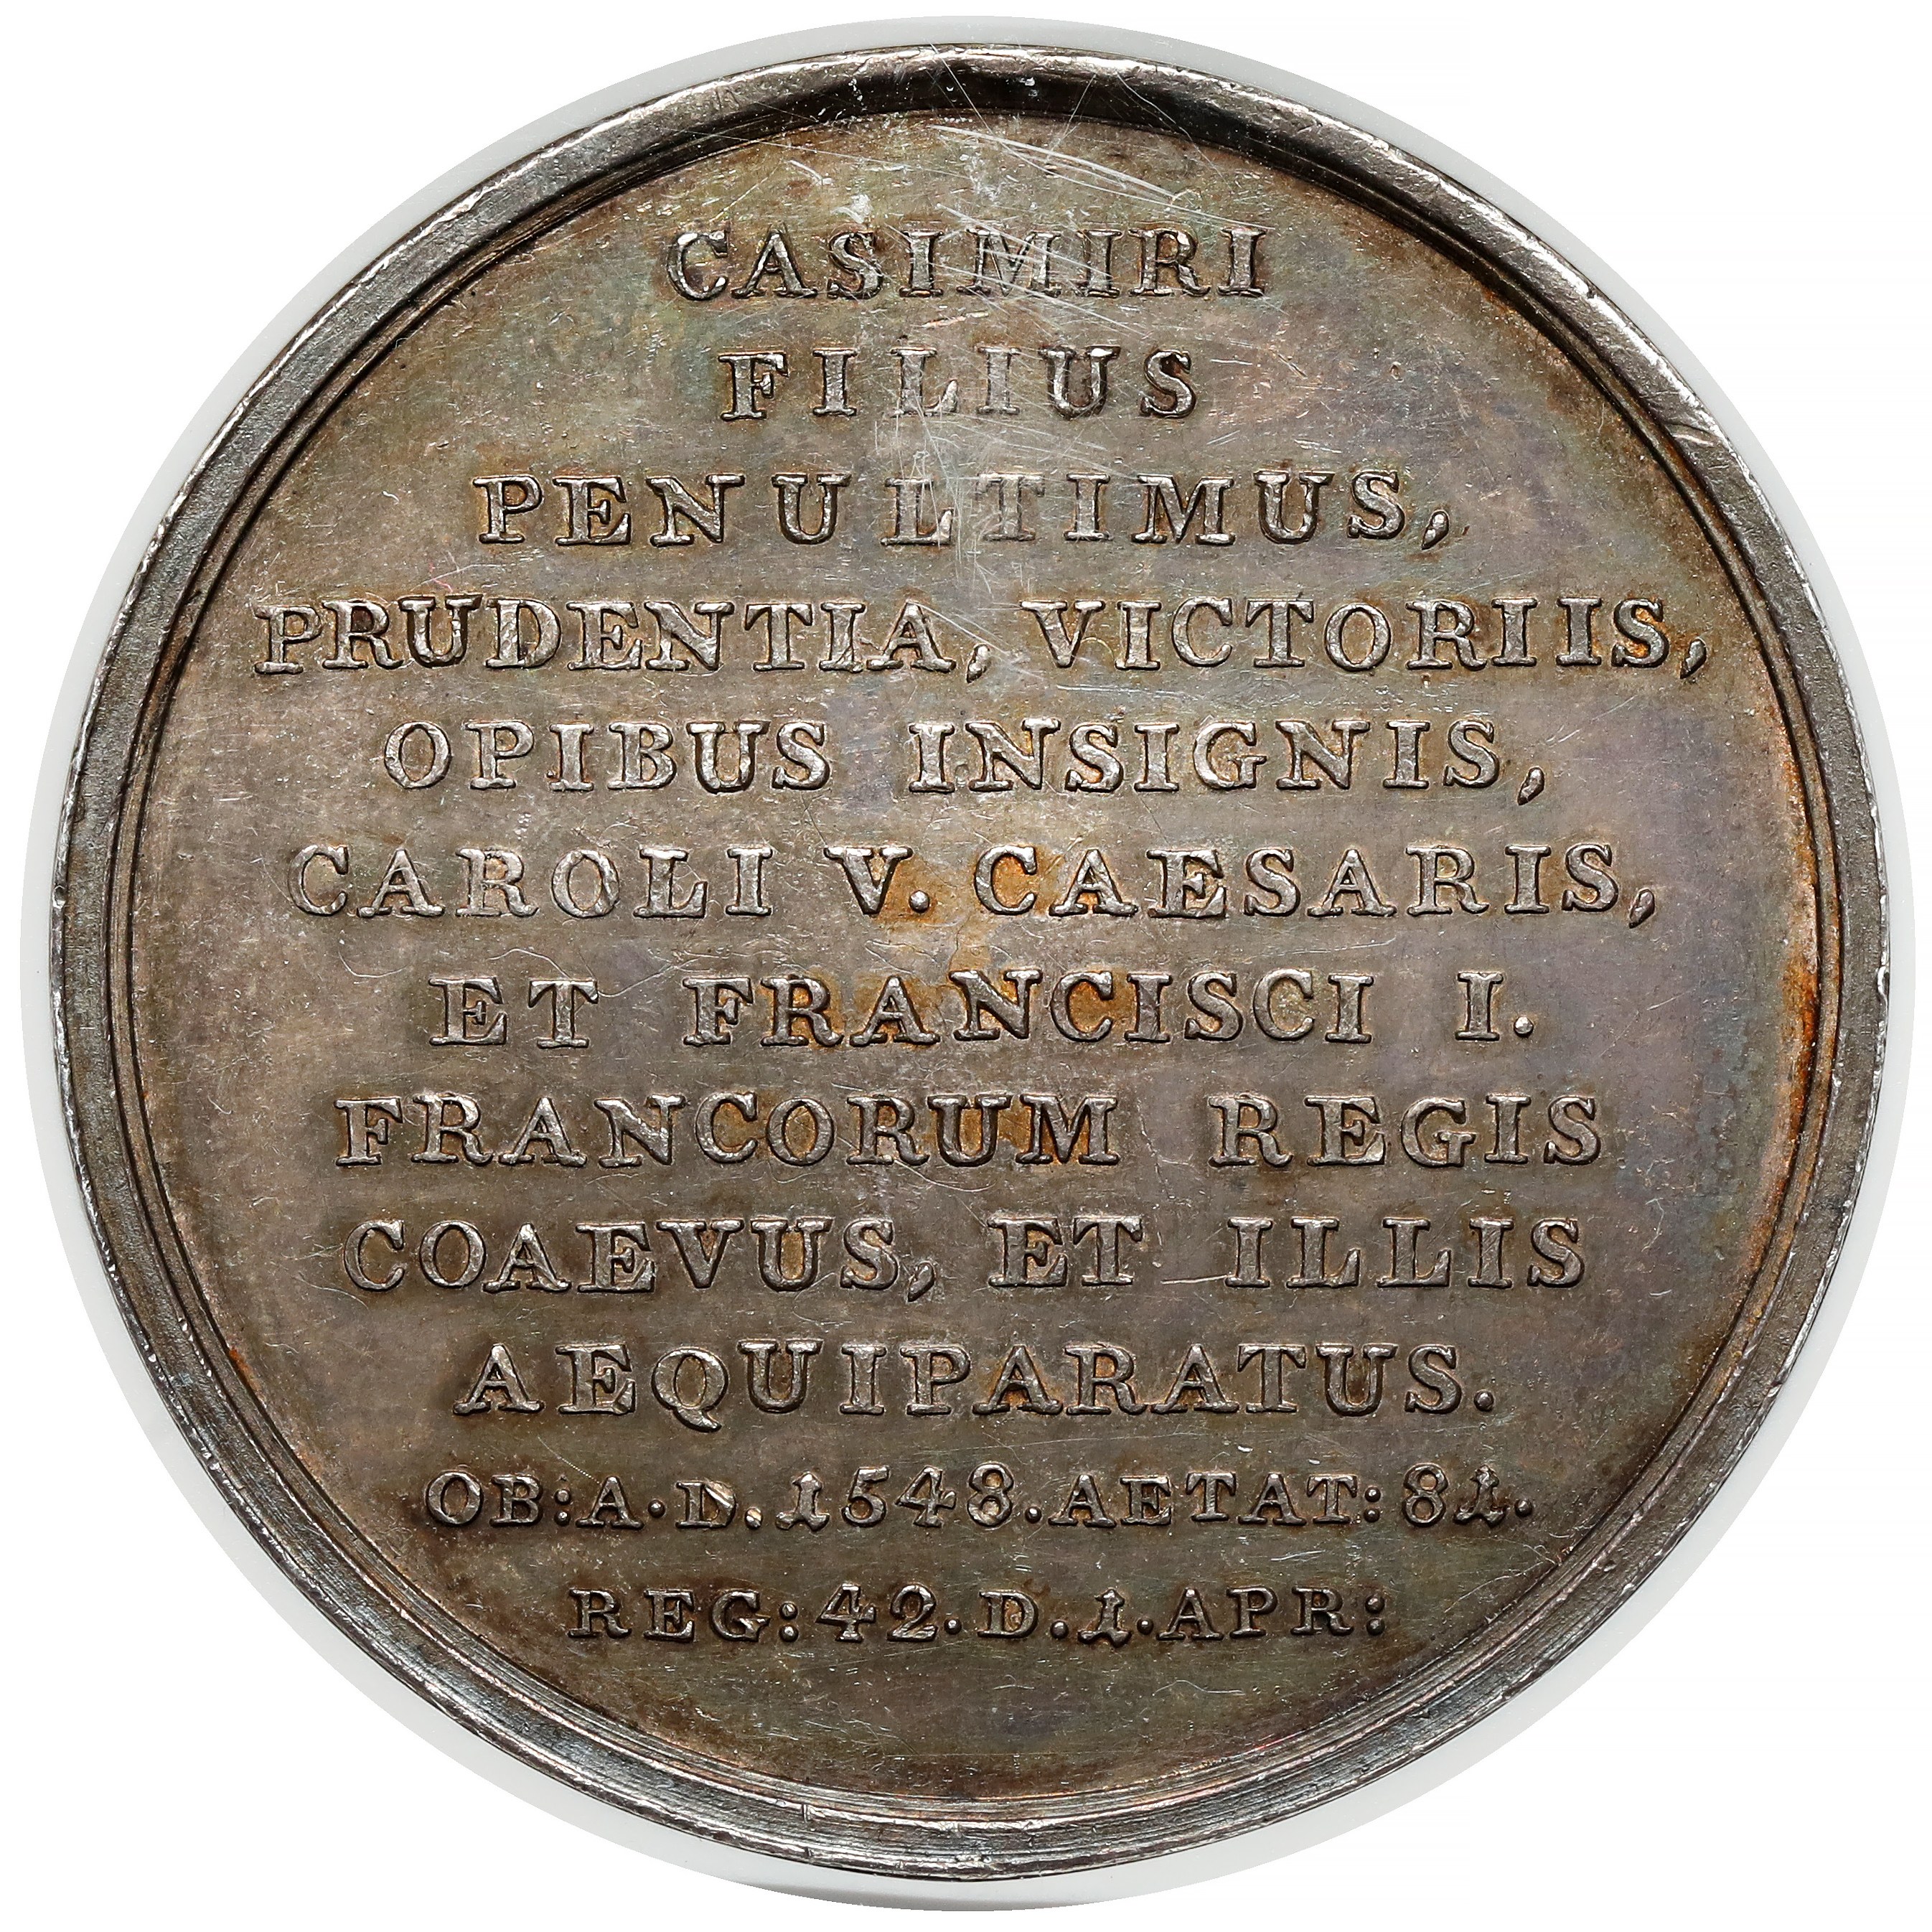 CASIMIRI
FILIUS
PENULTIMUS,
PRUDENTIA, VICTORIIS,
OPIBUS INSIGNIS,
CAROLI V. CAESARIS,
ET FRANCISCI I.
FRANCORUM REGIS
COAEVUS, ET ILLIS
AEQUIPARATUS.
OB: A. D. 1548. AETAT: 81.
REG: 42. D. 1. APR: